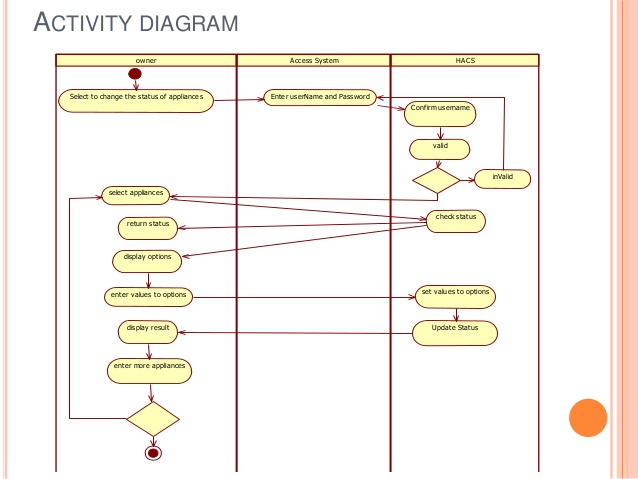 ACTIVITY DIAGRAM
owner
Access System
HACS
Select to change the status of appliances
Enter userName and Password
Confirm username
valid
inValid
select appliances
check status
return status
display options
enter values to options
set values to options
display result
Update Status
enter more appliances